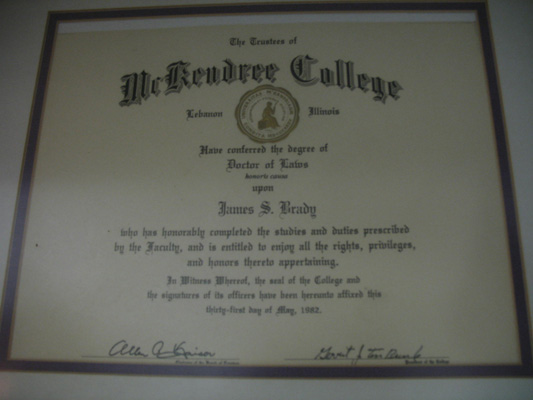 The Trustees of
McKendree College
Lebanon Illinois
Have conferred the degree of
Doctor of Laws
honoris causa
upon
James S. Brady
who has honorably completed the studies and duties prescribed
by the Faculty, and is entitled to enjoy all the rights, privileges,
and honors thereto appertaining.
In Witness Whereof, the seal of the College and
the signatures of its officers have been hereunto affixed this
thirty-first day of May, 1982.